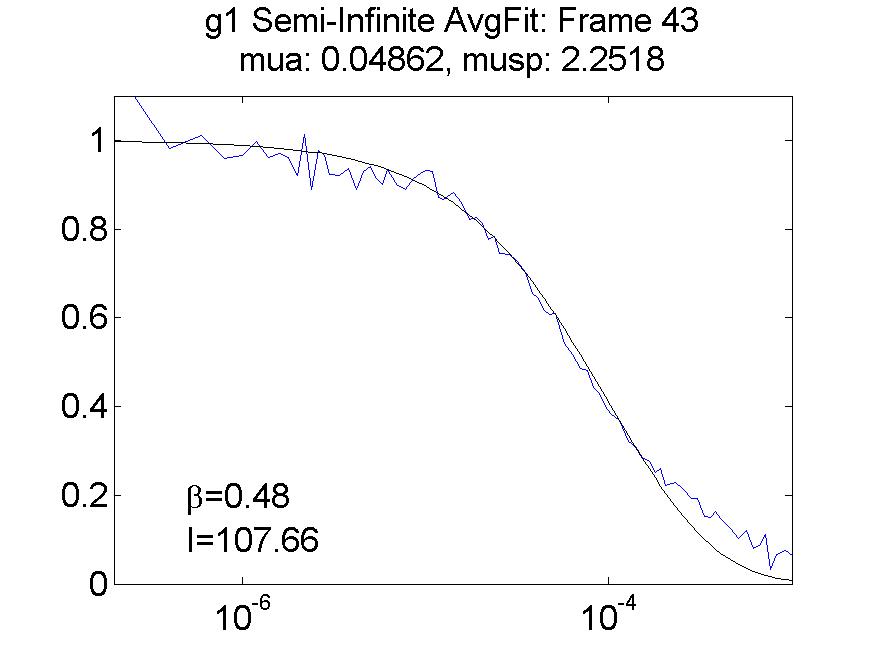 g1 Semi-Infinite AvgFit: Frame 43
mua: 0.04862, musp: 2.2518
1
0.8
0.6
0.4
0.2
0
β=0.48
I=107.66
10^-6
10^-4